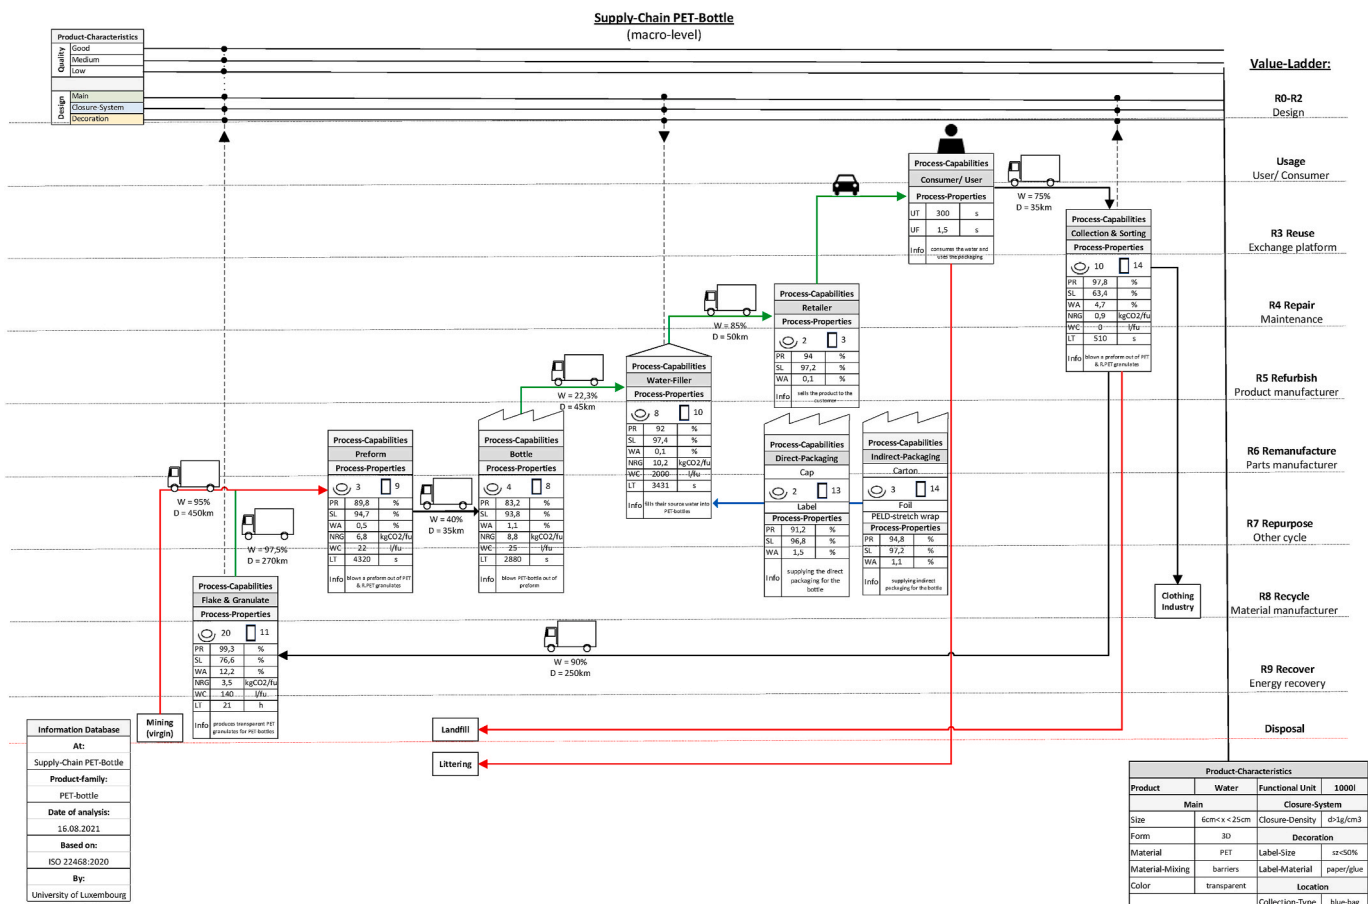 Supply-Chain PET-Bottle
(macro-level)
Product-Characteristics
Quality
Good
Medium
Low
Design
Main
Closure-System
Decoration
Value-Ladder:
R0-R2
Design
Usage
User/ Consumer
R3 Reuse
Exchange platform
R4 Repair
Maintenance
R5 Refurbish
Product manufacturer
R6 Remanufacture
Parts manufacturer
R7 Repurpose
Other cycle
R8 Recycle
Material manufacturer
R9 Recover
Energy recovery
Disposal
Process-Capabilities
Consumer/ User
Process-Properties
UT 300 s
UF 1,5 s
Info consumes the water and
uses the packaging
W = 75%
D = 35km
Process-Capabilities
Collection & Sorting
Process-Properties
10 14
PR 97,8 %
SL 63,4 %
WA 4,7 %
NRG 0,9 kgCO2/fu
WC 0 l/fu
LT 510 s
Info blown a preform out of PET
& R.PET granulates
Process-Capabilities
Retailer
Process-Properties
2 3
PR 94 %
SL 97,2 %
WA 0,1 %
Info sells the product to the
customer
W = 85%
D = 50km
Process-Capabilities
Water-Filler
Process-Properties
8 10
PR 92 %
SL 97,4 %
WA 0,1 %
NRG 10,2 kgCO2/fu
WC 2000 l/fu
LT 3431 s
Info fills their source water into
PET-bottles
W = 22,3%
D = 45km
Process-Capabilities
Bottle
Process-Properties
4 8
PR 83,2 %
SL 93,8 %
WA 1,1 %
NRG 8,8 kgCO2/fu
WC 25 l/fu
LT 2880 s
Info blown PET-bottle out of
preform
W = 40%
D = 35km
Process-Capabilities
Preform
Process-Properties
3 9
PR 89,8 %
SL 94,7 %
WA 0,5 %
NRG 6,8 kgCO2/fu
WC 22 l/fu
LT 4320 s
Info blown a preform out of PET
& R.PET granulates
W = 95%
D = 450km
W = 97,5%
D = 270km
Process-Capabilities
Direct-Packaging
Cap
2 13
Label
Process-Properties
PR 91,2 %
SL 96,8 %
WA 1,5 %
Info supplying the direct
packaging for the
bottle
Process-Capabilities
Indirect-Packaging
Carton
3 14
Foil
PELD-stretch wrap
Process-Properties
PR 94,8 %
SL 97,2 %
WA 1,1 %
Info supplying indirect
packaging for the bottle
Process-Capabilities
Flake & Granulate
Process-Properties
20 11
PR 99,3 %
SL 76,6 %
WA 12,2 %
NRG 3,5 kgCO2/fu
WC 140 l/fu
LT 21 h
Info produces transparent PET
granulates for PET-bottles
W = 90%
D = 250km
Clothing
Industry
Mining
(virgin)
Landfill
Littering
Information Database
At:
Supply-Chain PET-Bottle
Product-family:
PET-bottle
Date of analysis:
16.08.2021
Based on:
ISO 22468:2020
By:
University of Luxembourg
Product-Characteristics
Product Water Functional Unit 1000l
Main Closure-System
Size 6cm< x < 25cm Closure-Density d>1g/cm3
Form 3D Decoration
Material PET Label-Size sz<50%
Material-Mixing barriers Label-Material paper/glue
Color transparent Location
Collection-Type blue-bag